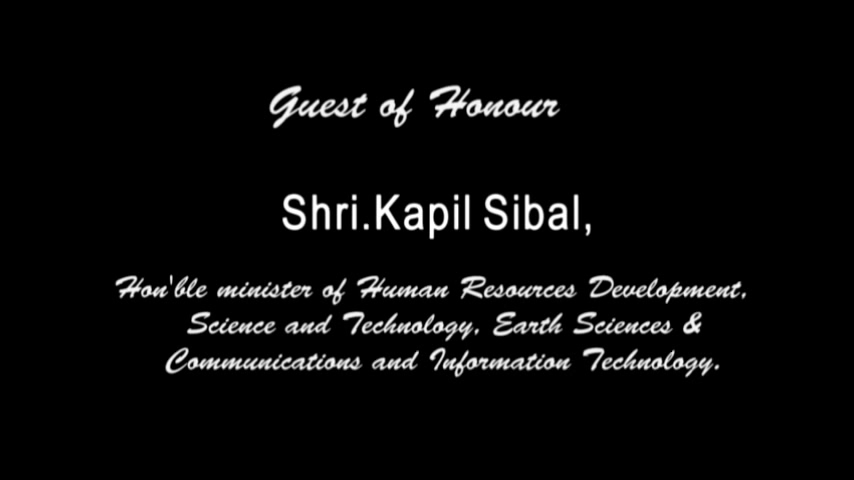 Guest of Honour
Shri.Kapil Sibal,
Hon'ble minister of Human Resources Development,
Science and Technology, Earth Sciences &
Communications and Information Technology.